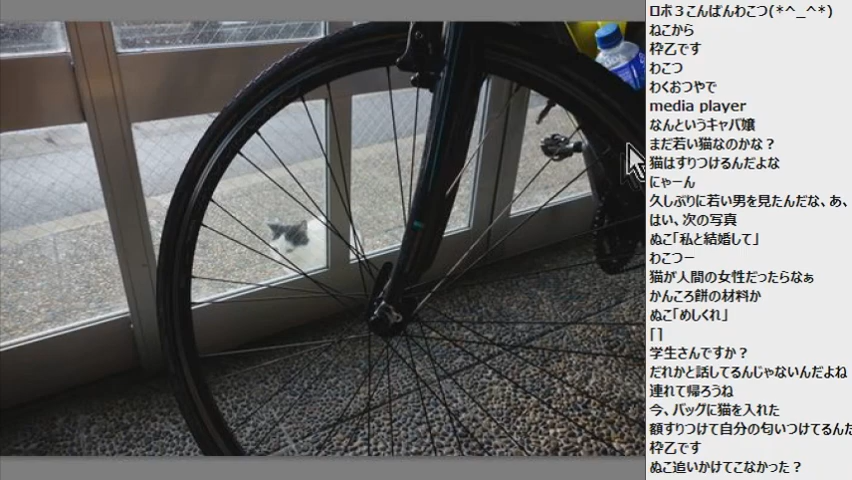 ロボ３こんばんわこつ(*^_^*)
ねこから
枠乙です
わこつ
わくおつやで
media player
なんというキャバ嬢
まだ若い猫なのかな？
猫はすりつけるんだよな
にゃーん
久しぶりに若い男を見たんだな、あ、
はい、次の写真
ぬこ「私と結婚して」
わこつー
猫が人間の女性だったらなぁ
かんころ餅の材料か
ぬこ「めしくれ」
「」
学生さんですか？
だれかと話してるんじゃないんだよね
連れて帰ろうね
今、バッグに猫を入れた
額すりつけて自分の匂いつけてるんだ
枠乙です
ぬこ追いかけてこなかった？